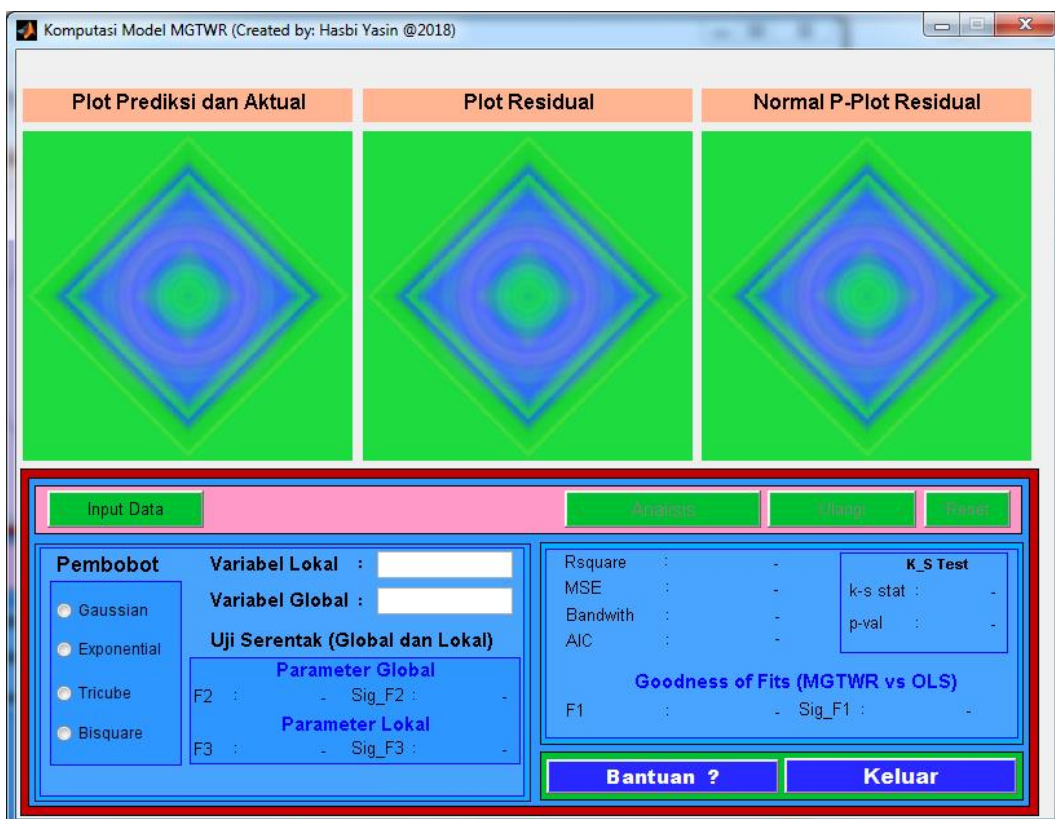 Komputasi Model MGTWR (Created by: Hasbi Yasin @2018)
Plot Prediksi dan Aktual
Plot Residual
Normal P-Plot Residual
Input Data
Analisis
Ulangi
Reset
Pembobot
Gaussian
Exponential
Tricube
Bisquare
Variabel Lokal :
Variabel Global :
Uji Serentak (Global dan Lokal)
Parameter Global
F2 : - Sig_F2 : -
Parameter Lokal
F3 : - Sig_F3 : -
Rsquare : -
MSE : -
Bandwith : -
AIC : -
K_S Test
k-s stat : -
p-val : -
Goodness of Fits (MGTWR vs OLS)
F1 : - Sig_F1 : -
Bantuan ?
Keluar